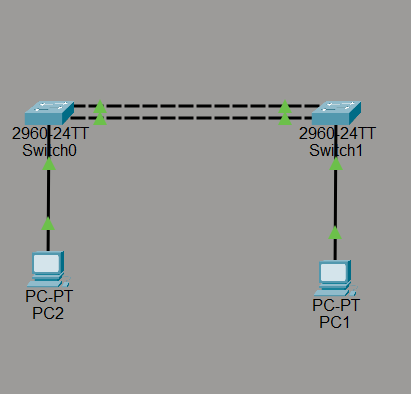 2960-24TT
Switch0
2960-24TT
Switch1
PC-PT
PC2
PC-PT
PC1